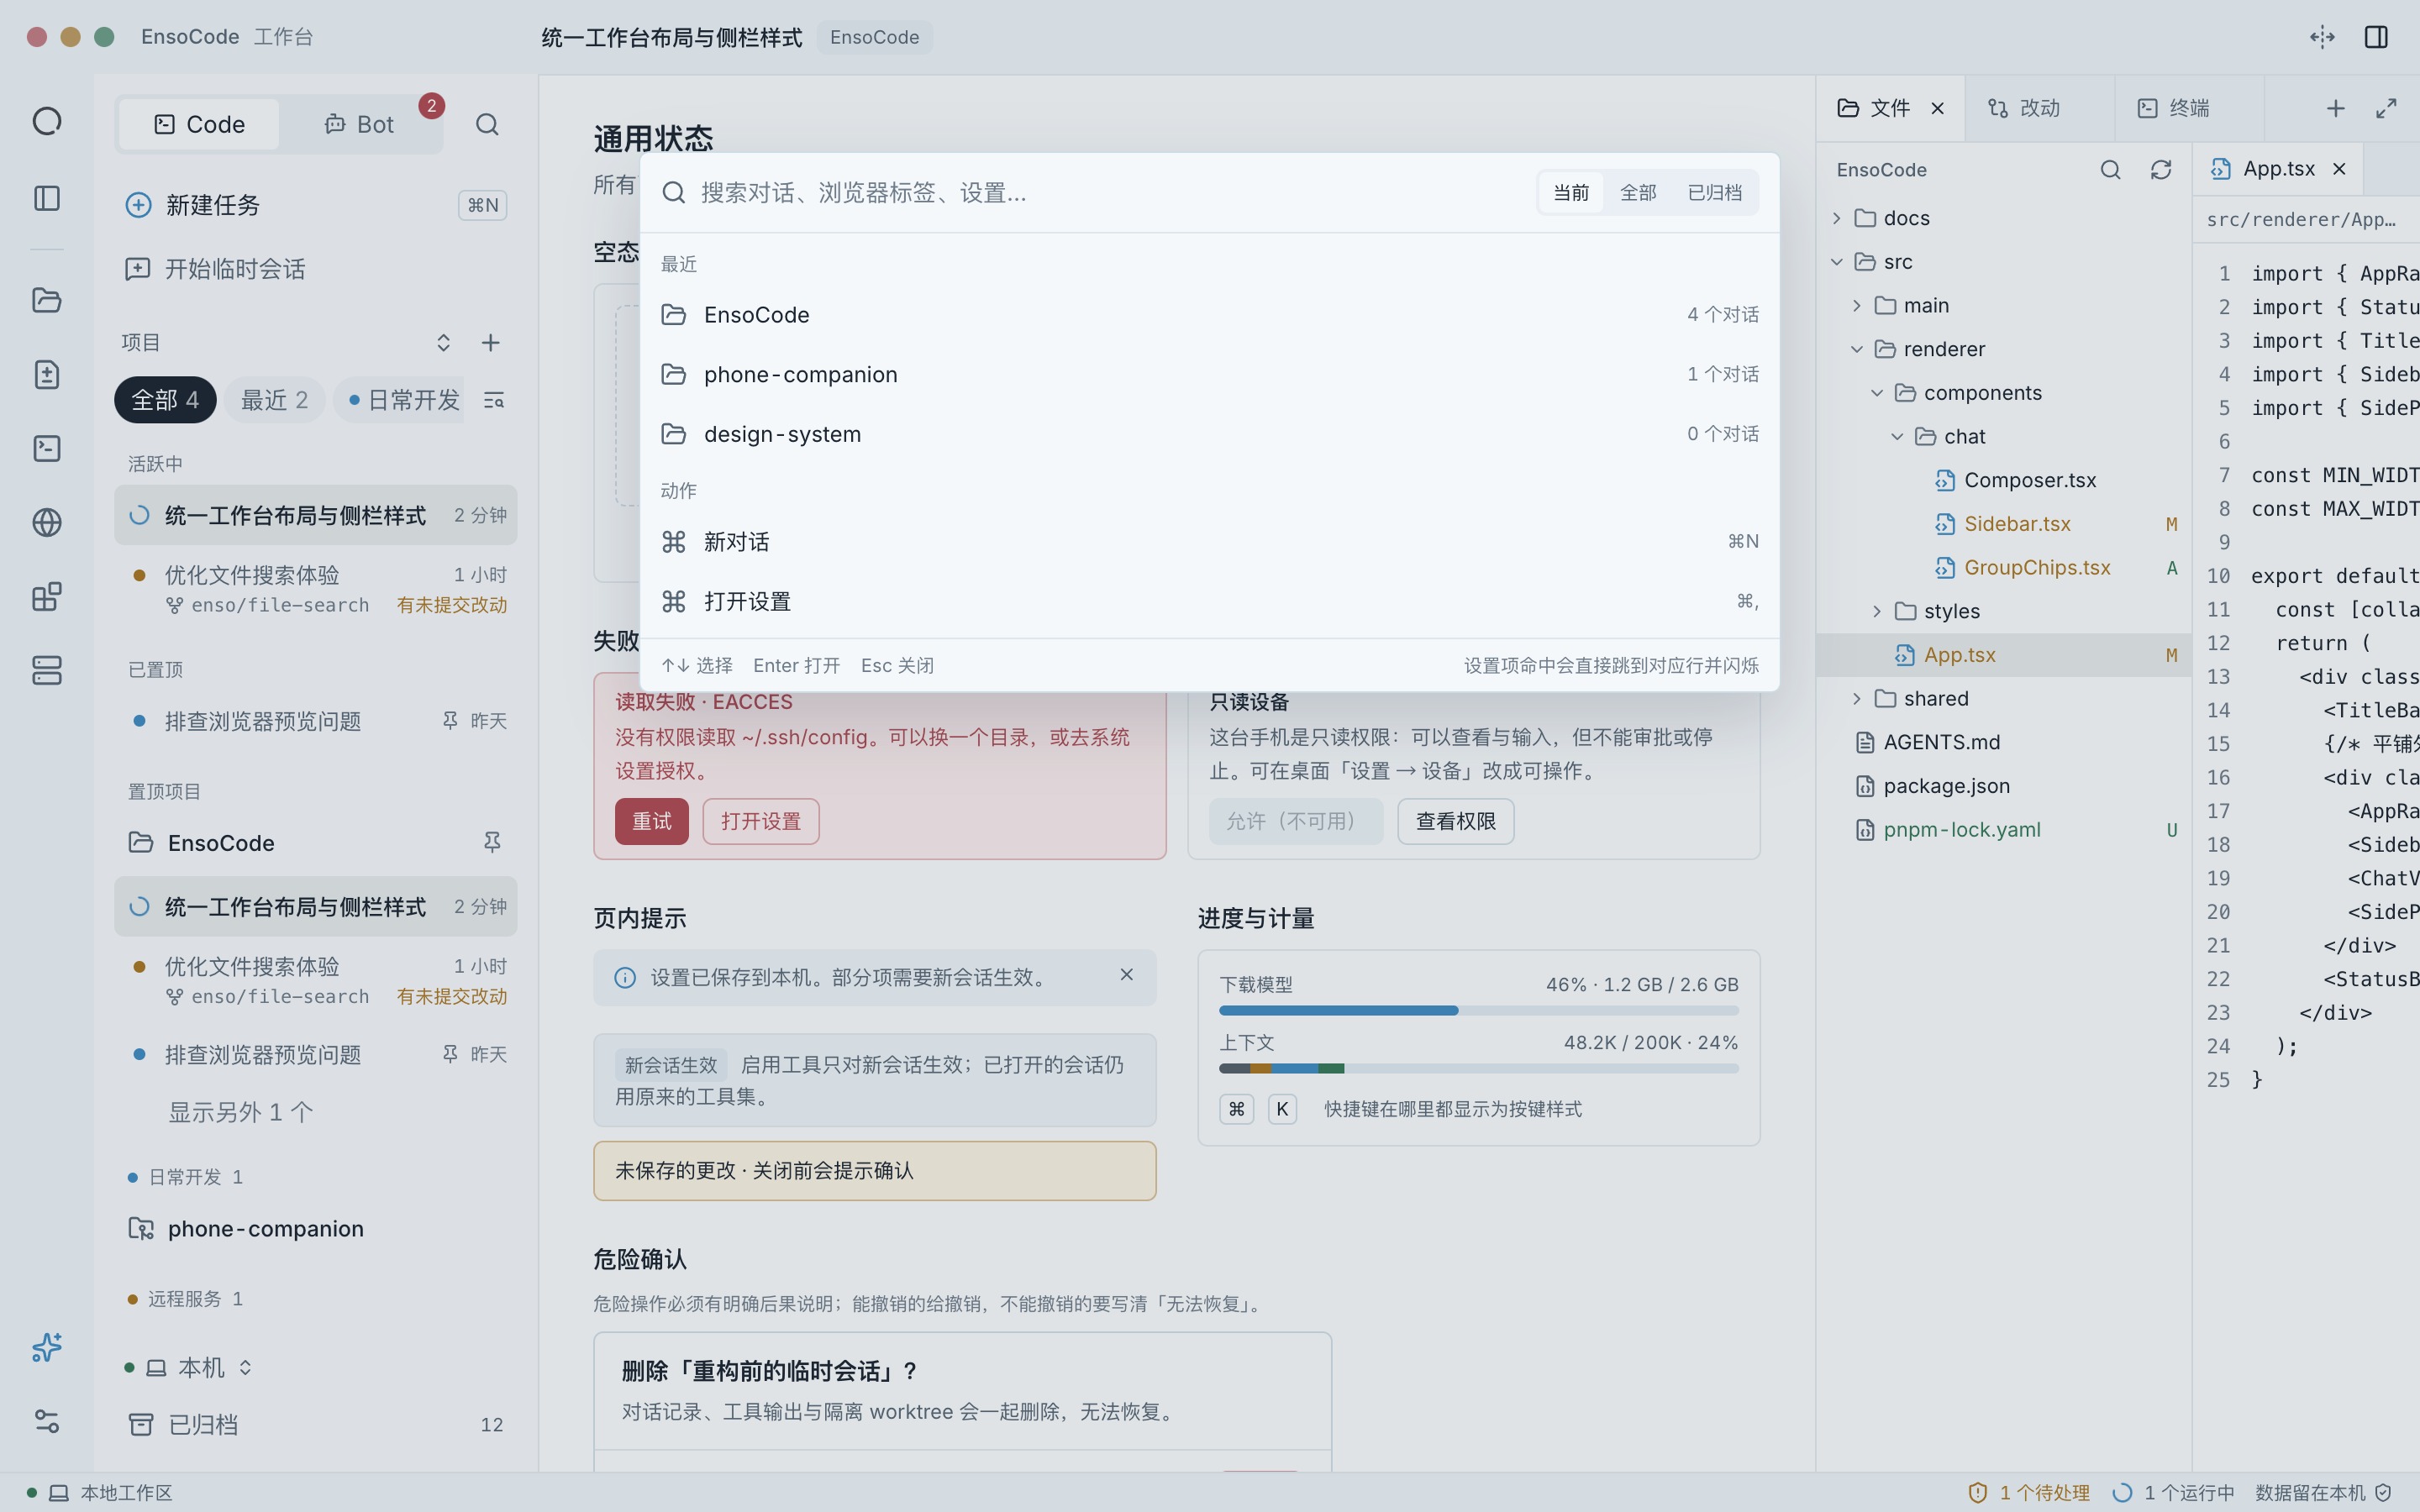 EnsoCode 工作台
统一工作台布局与侧栏样式 EnsoCode
Code
Bot
2
新建任务 ⌘N
开始临时会话
项目
全部 4
最近 2
日常开发
活跃中
统一工作台布局与侧栏样式 2 分钟
优化文件搜索体验 1 小时
enso/file-search 有未提交改动
已置顶
排查浏览器预览问题 昨天
置顶项目
EnsoCode
统一工作台布局与侧栏样式 2 分钟
优化文件搜索体验 1 小时
enso/file-search 有未提交改动
排查浏览器预览问题 昨天
显示另外 1 个
日常开发 1
phone-companion
远程服务 1
本机
已归档 12
通用状态
所有
空态
搜索对话、浏览器标签、设置...
当前 全部 已归档
最近
EnsoCode 4 个对话
phone-companion 1 个对话
design-system 0 个对话
动作
新对话 ⌘N
打开设置 ⌘,
↑↓ 选择 Enter 打开 Esc 关闭
设置项命中会直接跳到对应行并闪烁
失败
读取失败 · EACCES
没有权限读取 ~/.ssh/config。可以换一个目录，或去系统
设置授权。
重试 打开设置
只读设备
这台手机是只读权限：可以查看与输入，但不能审批或停
止。可在桌面「设置 → 设备」改成可操作。
允许（不可用） 查看权限
页内提示
设置已保存到本机。部分项需要新会话生效。
新会话生效 启用工具只对新会话生效；已打开的会话仍
用原来的工具集。
未保存的更改 · 关闭前会提示确认
进度与计量
下载模型 46% · 1.2 GB / 2.6 GB
上下文 48.2K / 200K · 24%
⌘ K 快捷键在哪里都显示为按键样式
危险确认
危险操作必须有明确后果说明；能撤销的给撤销，不能撤销的要写清「无法恢复」。
删除「重构前的临时会话」？
对话记录、工具输出与隔离 worktree 会一起删除，无法恢复。
文件 改动 终端
EnsoCode
docs
src
main
renderer
components
chat
Composer.tsx
Sidebar.tsx M
GroupChips.tsx A
styles
App.tsx M
shared
AGENTS.md
package.json
pnpm-lock.yaml U
App.tsx
src/renderer/App…
1 import { AppRa
2 import { Statu
3 import { Title
4 import { Sideb
5 import { SideP
6
7 const MIN_WIDT
8 const MAX_WIDT
9
10 export default
11 const [colla
12 return (
13 <div class
14 <TitleBa
15 {/* 平铺
16 <div cla
17 <AppRa
18 <Sideb
19 <ChatV
20 <SideP
21 </div>
22 <StatusB
23 </div>
24 );
25 }
本地工作区
1 个待处理 1 个运行中 数据留在本机